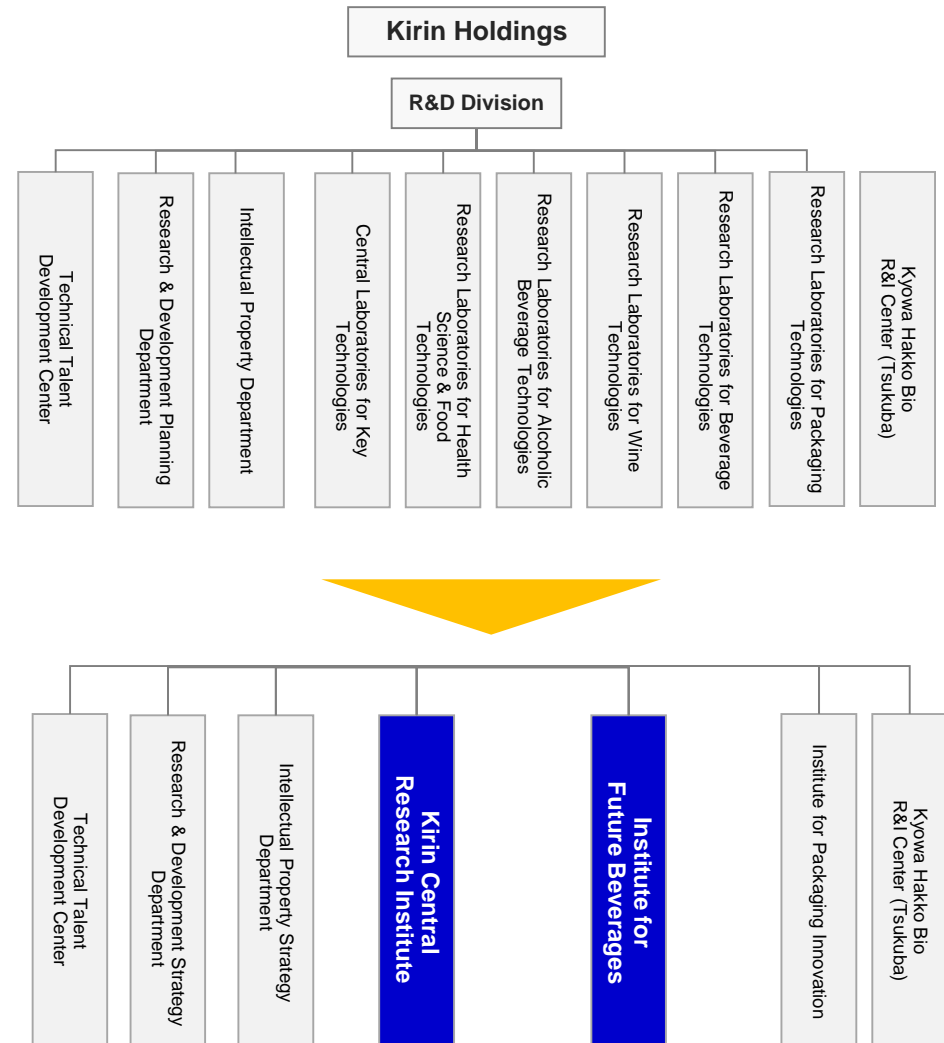 Kirin Holdings
R&D Division
Technical Talent
Development Center
Research & Development Planning
Department
Intellectual Property Department
Central Laboratories for Key
Technologies
Research Laboratories for Health
Science & Food
Technologies
Research Laboratories for Alcoholic
Beverage Technologies
Research Laboratories for Wine
Technologies
Research Laboratories for Beverage
Technologies
Research Laboratories for Packaging
Technologies
Kyowa Hakko Bio
R&I Center (Tsukuba)
Technical Talent
Development Center
Research & Development Strategy
Department
Intellectual Property Strategy
Department
Kirin Central
Research Institute
Institute for
Future Beverages
Institute for Packaging Innovation
Kyowa Hakko Bio
R&I Center (Tsukuba)